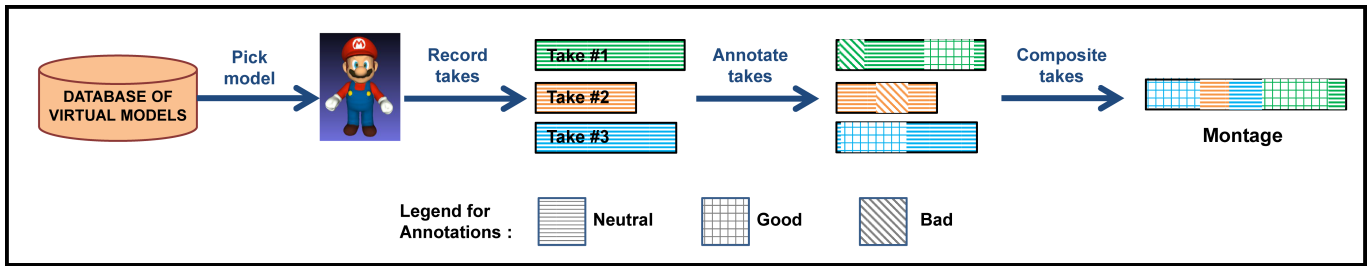 DATABASE OF
VIRTUAL MODELS
Pick
model
M
Record
takes
Take #1
Take #2
Take #3
Annotate
takes
Composite
takes
Montage
Legend for
Annotations :
Neutral
Good
Bad